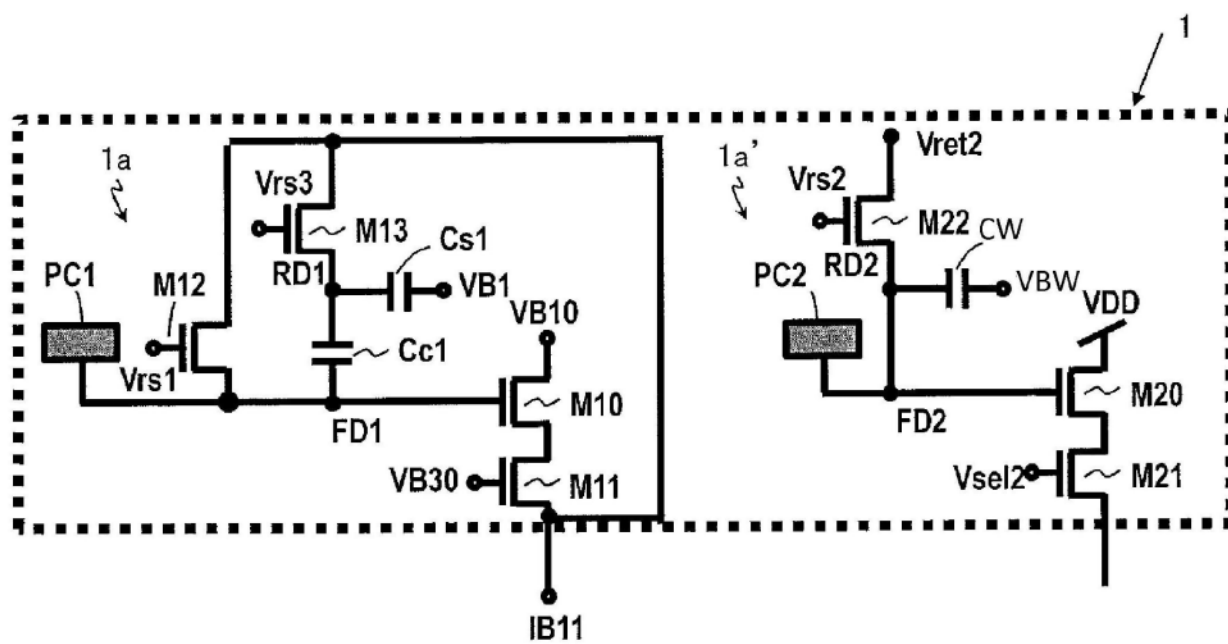 1
1a
1a'
Vret2
Vrs3
Vrs2
M13
Cs1
M22
CW
PC1
M12
RD1
VB1
PC2
RD2
VBW
VDD
VB10
Vrs1
Cc1
M10
M20
FD1
FD2
VB30
M11
Vsel2
M21
IB11